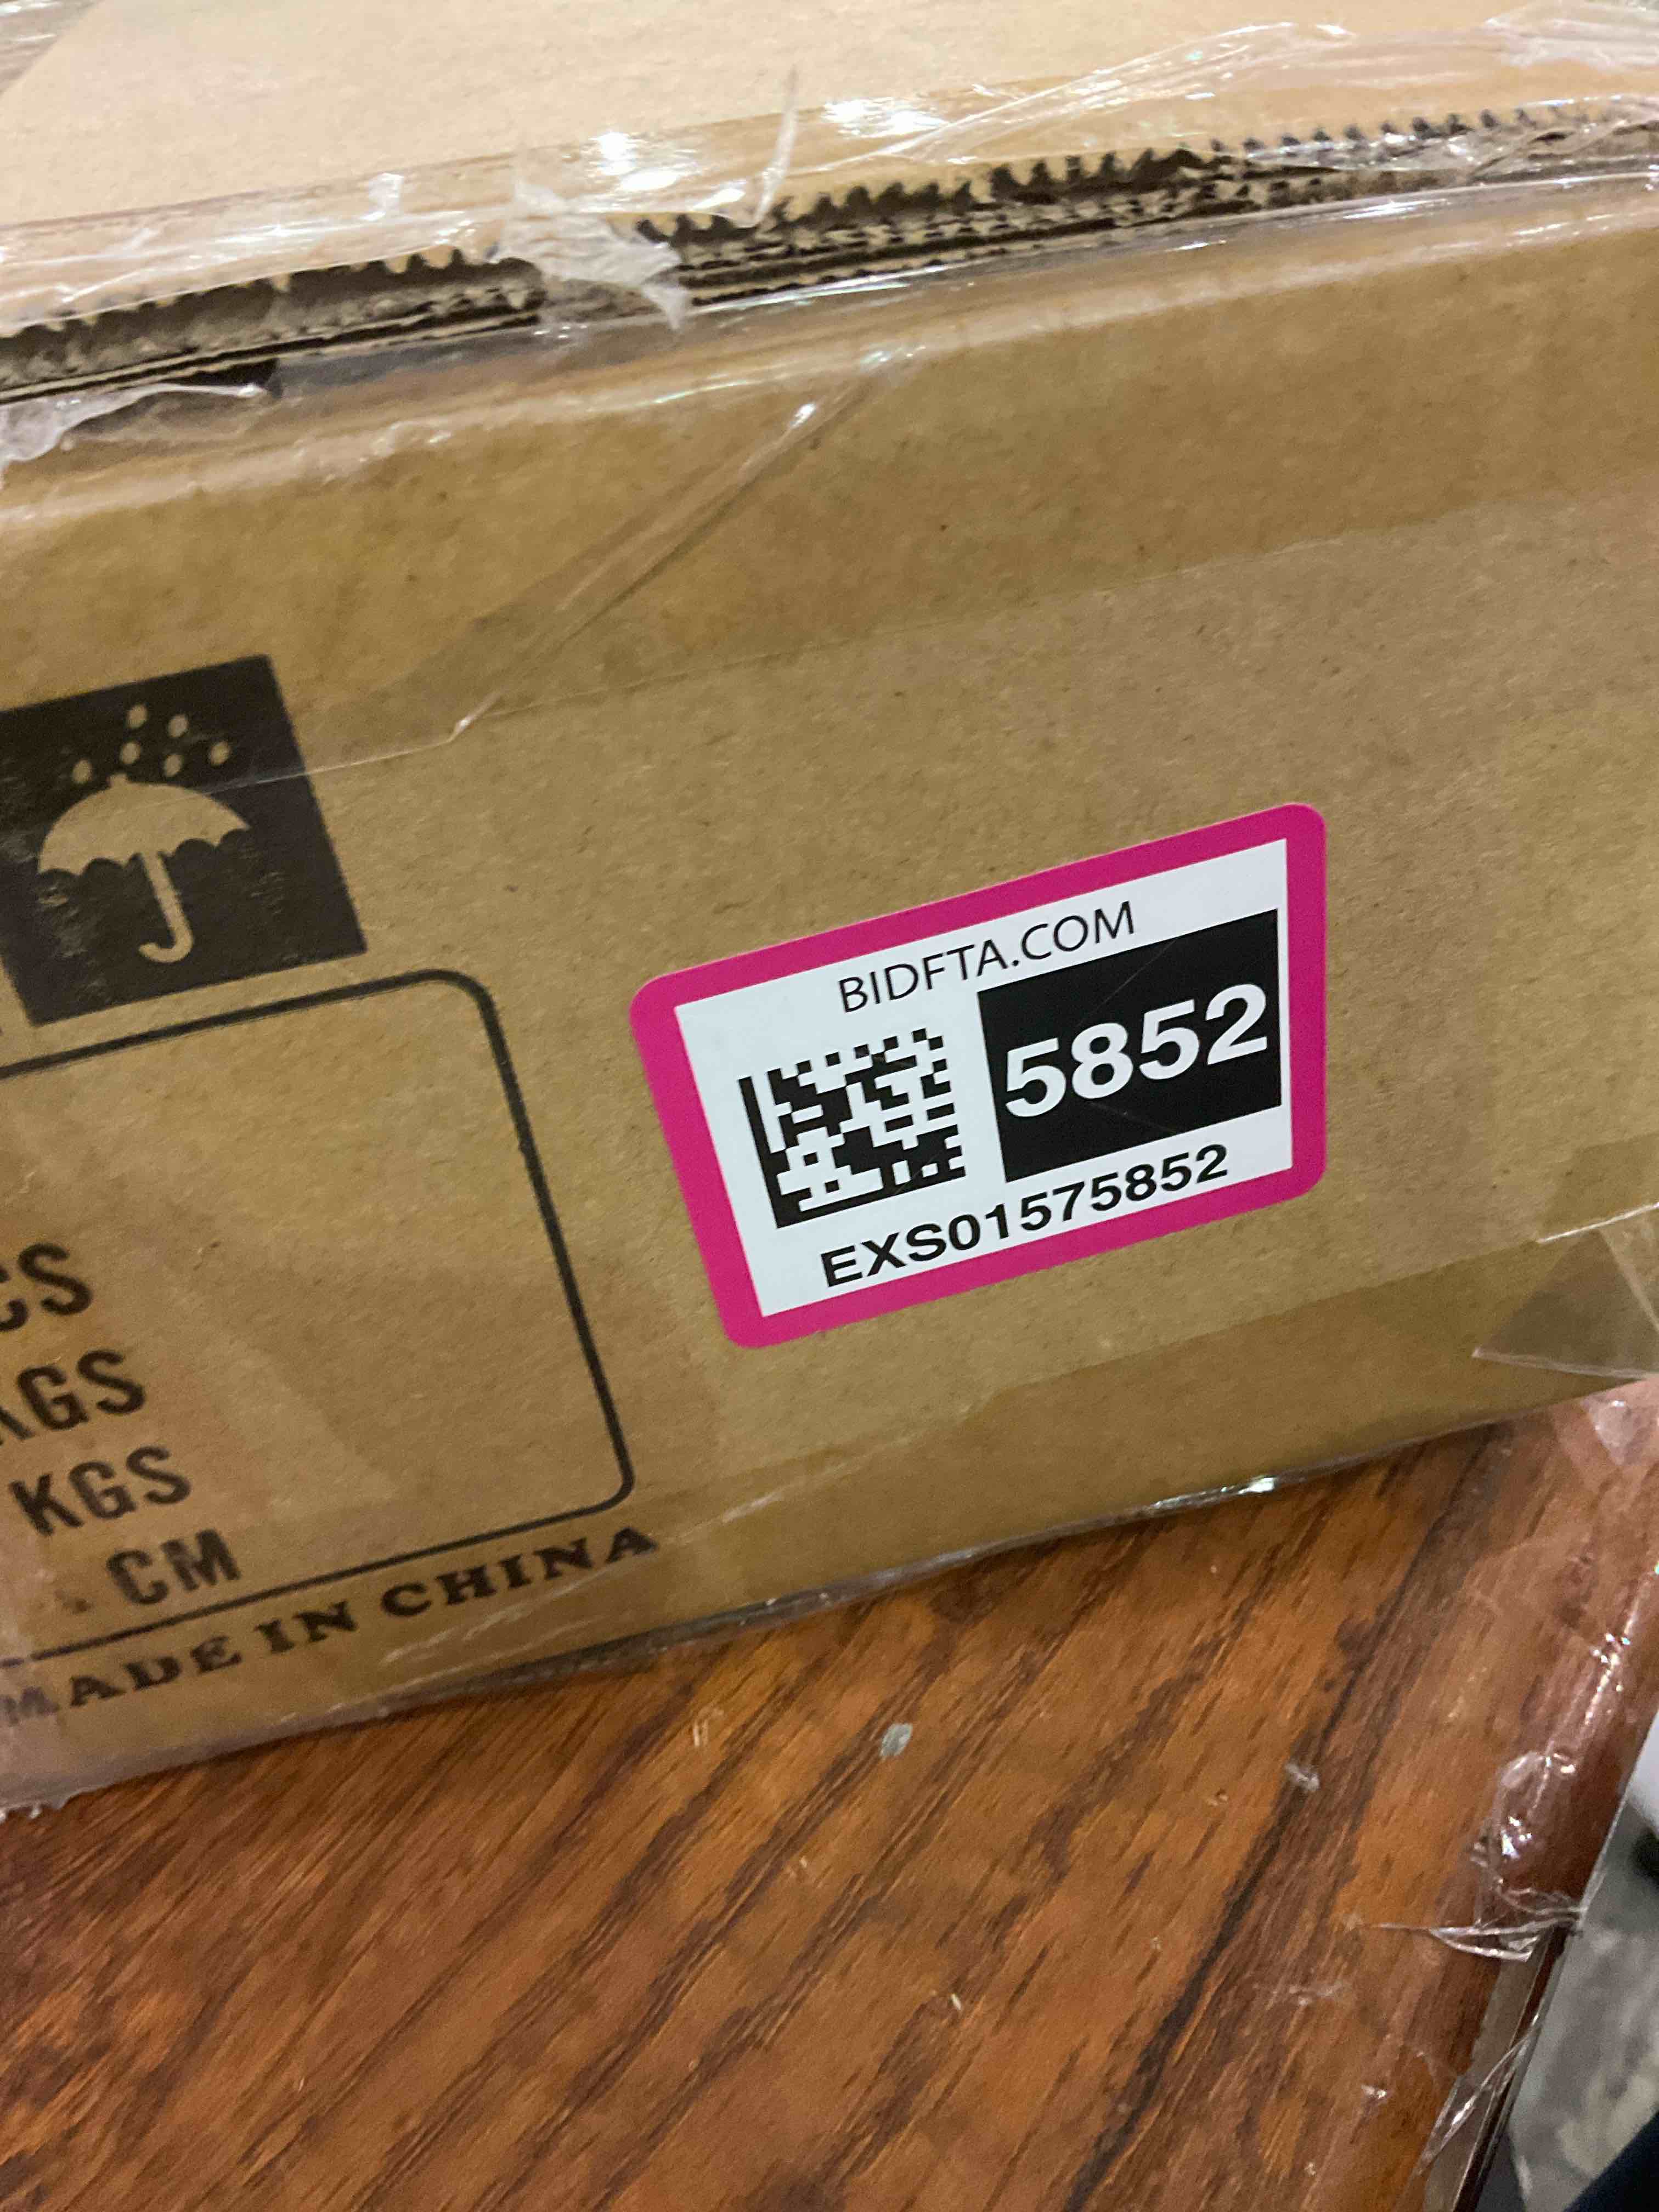 BIDFTA.COM
5852
EXS01575852
CS
KGS
KGS
CM
MADE IN CHINA